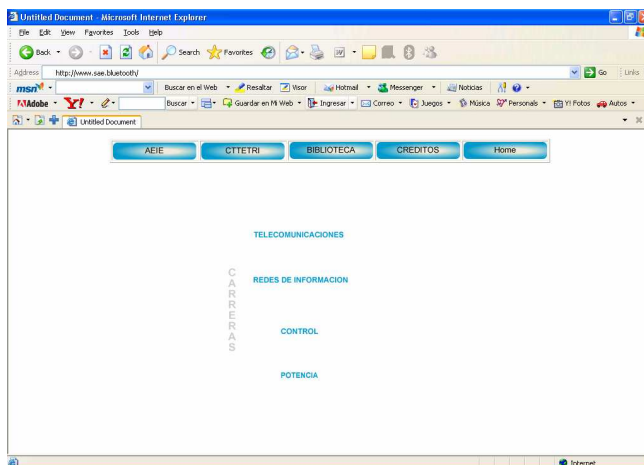 Untitled Document - Microsoft Internet Explorer
File Edit View Favorites Tools Help
Back Search Favorites
Address http://www.sae.bluetooth/ Go Links
msn Buscar en el Web Resaltar Visor Hotmail Messenger Noticias
Adobe Y! Buscar Guardar en Mi Web Ingresar Correo Juegos Música Personals Y! Fotos Autos
Untitled Document
AEIE CTTETRI BIBLIOTECA CREDITOS Home
TELECOMUNICACIONES
CARRERAS
REDES DE INFORMACION
CONTROL
POTENCIA
Internet